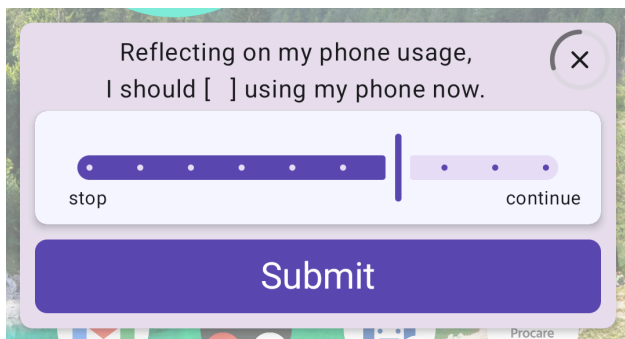 Reflecting on my phone usage,
I should [ ] using my phone now.
stop
continue
Submit
Procare